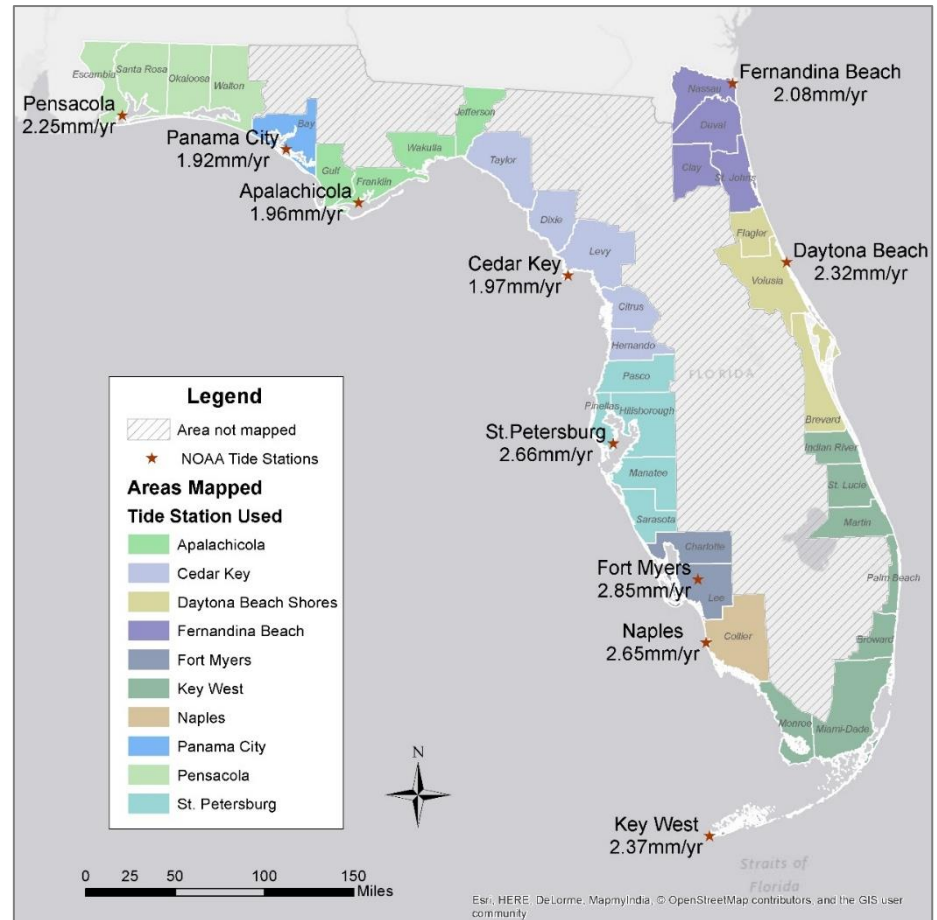 Escambia
Santa Rosa
Okaloosa
Walton
Pensacola
2.25mm/yr
Panama City
1.92mm/yr
Bay
Jefferson
Wakulla
Gulf
Franklin
Apalachicola
1.96mm/yr
Taylor
Dixie
Levy
Cedar Key
1.97mm/yr
Citrus
Hernando
Nassau
Duval
Clay
St. Johns
Fernandina Beach
2.08mm/yr
Flagler
Volusia
Daytona Beach
2.32mm/yr
FLORIDA
Pasco
Pinellas
Hillsborough
St.Petersburg
2.66mm/yr
Manatee
Sarasota
Brevard
Indian River
St. Lucie
Martin
Palm Beach
Broward
Charlotte
Fort Myers
2.85mm/yr
Lee
Naples
2.65mm/yr
Collier
Monroe
Miami-Dade
Key West
2.37mm/yr
Straits of
Florida
Legend
Area not mapped
NOAA Tide Stations
Areas Mapped
Tide Station Used
Apalachicola
Cedar Key
Daytona Beach Shores
Fernandina Beach
Fort Myers
Key West
Naples
Panama City
Pensacola
St. Petersburg
N
0 25 50 100 150
Miles
Esri, HERE, DeLorme, MapmyIndia, © OpenStreetMap contributors, and the GIS user
community